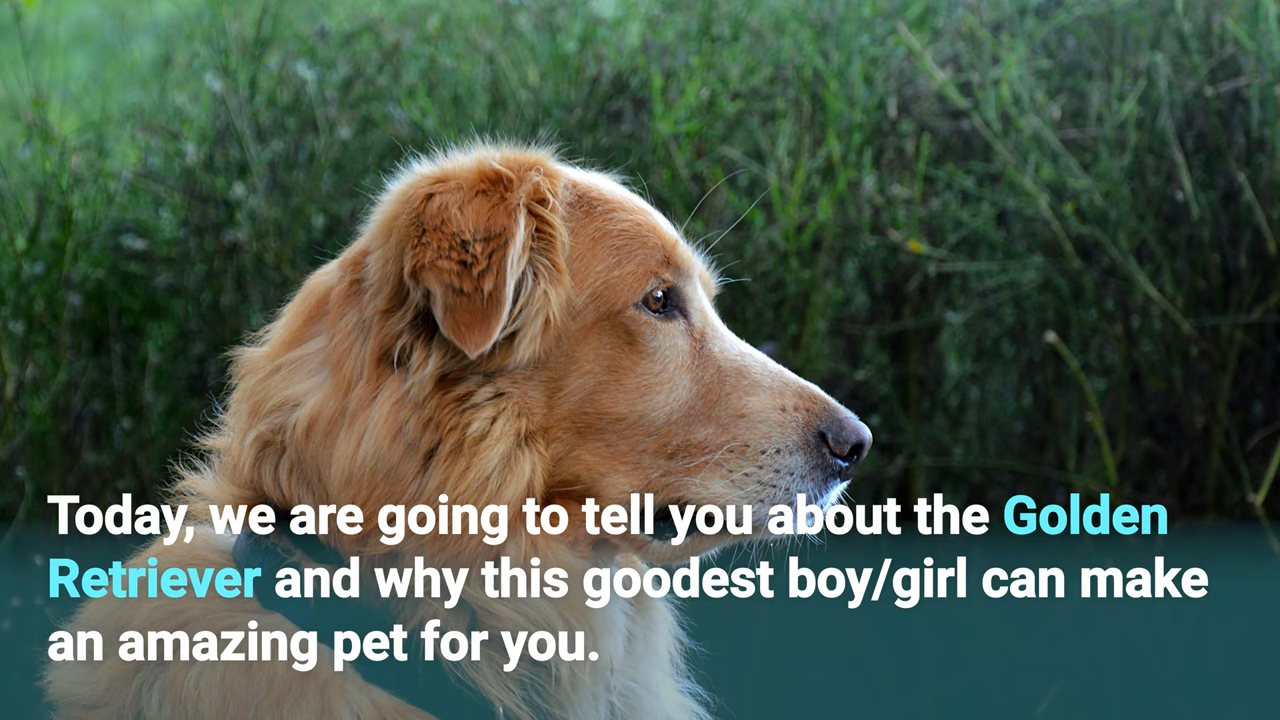 Today, we are going to tell you about the Golden
Retriever and why this goodest boy/girl can make
an amazing pet for you.